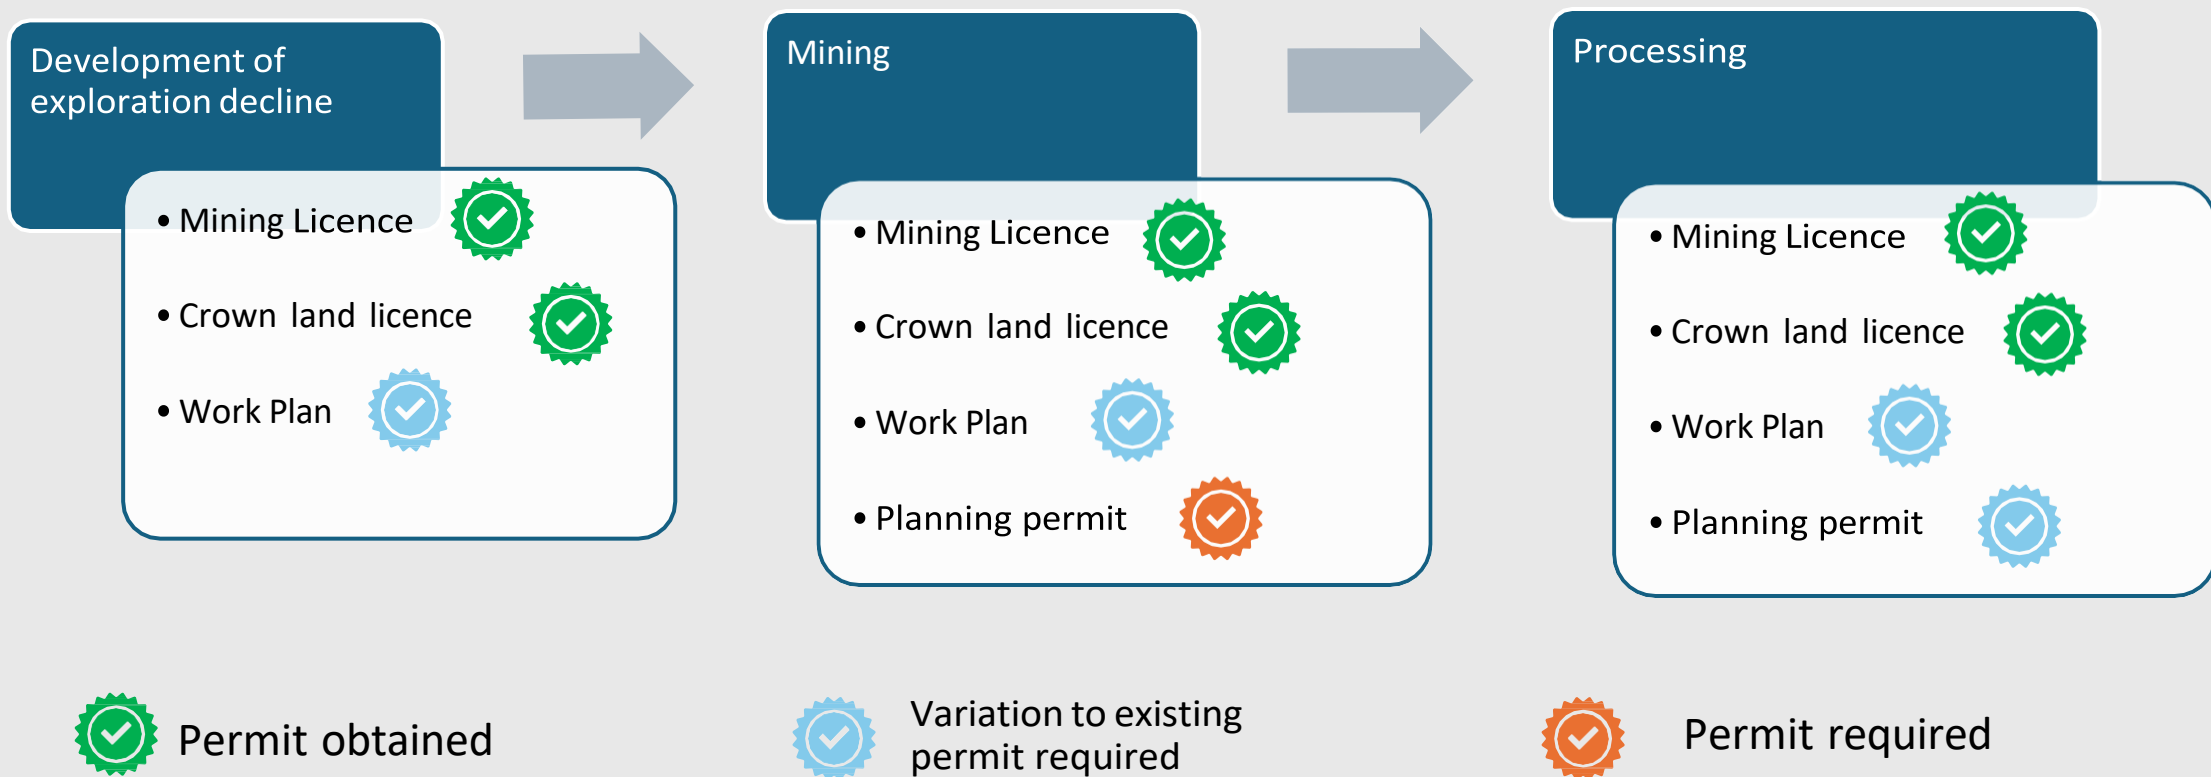 Development of
exploration decline
• Mining Licence
• Crown land licence
• Work Plan
Mining
• Mining Licence
• Crown land licence
• Work Plan
• Planning permit
Processing
• Mining Licence
• Crown land licence
• Work Plan
• Planning permit
Permit obtained
Variation to existing
permit required
Permit required